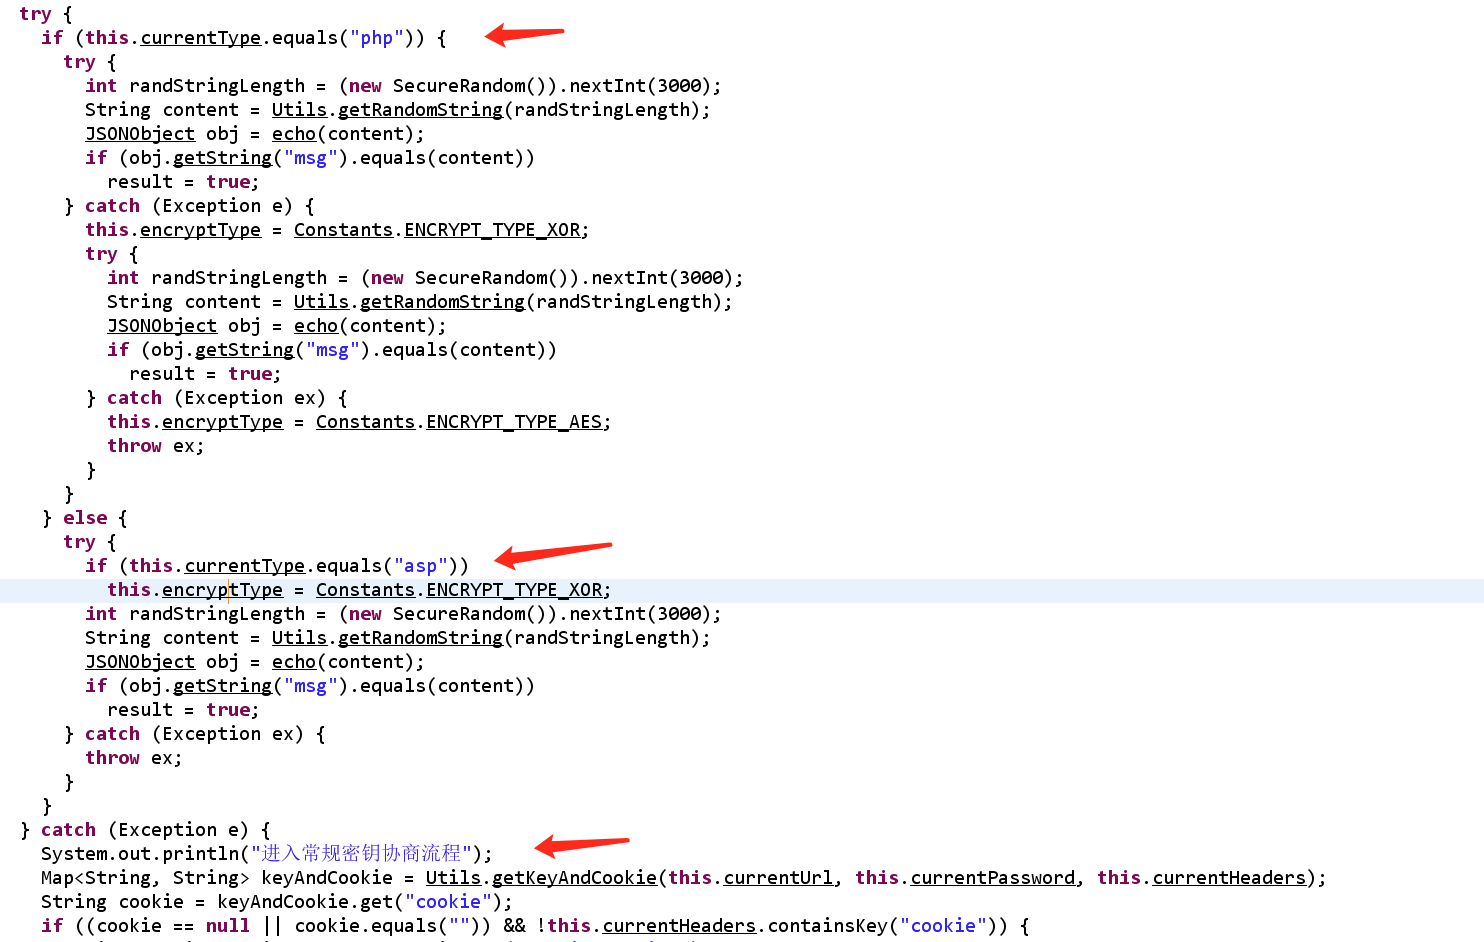 try {
if (this.currentType.equals("php")) {
try {
int randStringLength = (new SecureRandom()).nextInt(3000);
String content = Utils.getRandomString(randStringLength);
JSONObject obj = echo(content);
if (obj.getString("msg").equals(content))
result = true;
} catch (Exception e) {
this.encryptType = Constants.ENCRYPT_TYPE_XOR;
try {
int randStringLength = (new SecureRandom()).nextInt(3000);
String content = Utils.getRandomString(randStringLength);
JSONObject obj = echo(content);
if (obj.getString("msg").equals(content))
result = true;
} catch (Exception ex) {
this.encryptType = Constants.ENCRYPT_TYPE_AES;
throw ex;
}
}
} else {
try {
if (this.currentType.equals("asp"))
this.encryptType = Constants.ENCRYPT_TYPE_XOR;
int randStringLength = (new SecureRandom()).nextInt(3000);
String content = Utils.getRandomString(randStringLength);
JSONObject obj = echo(content);
if (obj.getString("msg").equals(content))
result = true;
} catch (Exception ex) {
throw ex;
}
}
} catch (Exception e) {
System.out.println("进入常规密钥协商流程");
Map<String, String> keyAndCookie = Utils.getKeyAndCookie(this.currentUrl, this.currentPassword, this.currentHeaders);
String cookie = keyAndCookie.get("cookie");
if ((cookie == null || cookie.equals("")) && !this.currentHeaders.containsKey("cookie")) {